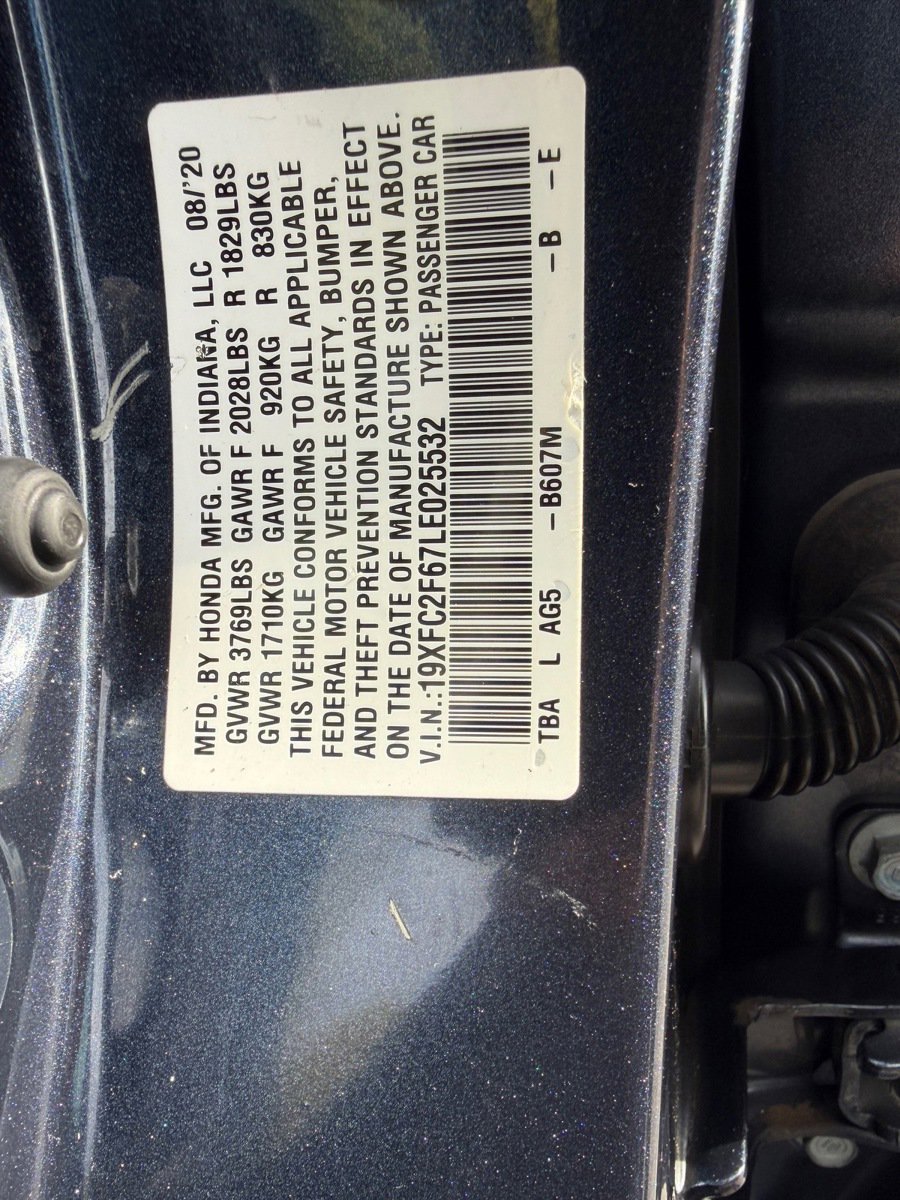 MFD. BY HONDA MFG. OF INDIANA, LLC 08/'20
GVWR 3769LBS GAWR F 2028LBS R 1829LBS
GVWR 1710KG GAWR F 920KG R 830KG
THIS VEHICLE CONFORMS TO ALL APPLICABLE
FEDERAL MOTOR VEHICLE SAFETY, BUMPER,
AND THEFT PREVENTION STANDARDS IN EFFECT
ON THE DATE OF MANUFACTURE SHOWN ABOVE.
V.I.N.:19XFC2F67LE025532 TYPE: PASSENGER CAR
TBA L AG5 –B607M –B –E